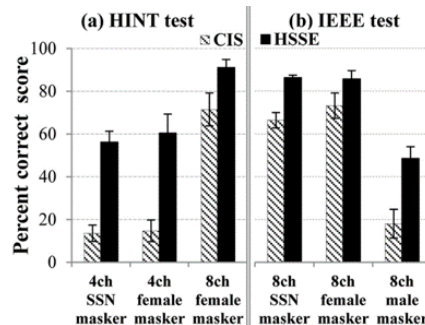 (a) HINT test (b) IEEE test
CIS HSSE
Percent correct score
100
80
60
40
20
0
4ch SSN masker
4ch female masker
8ch female masker
8ch SSN masker
8ch female masker
8ch male masker